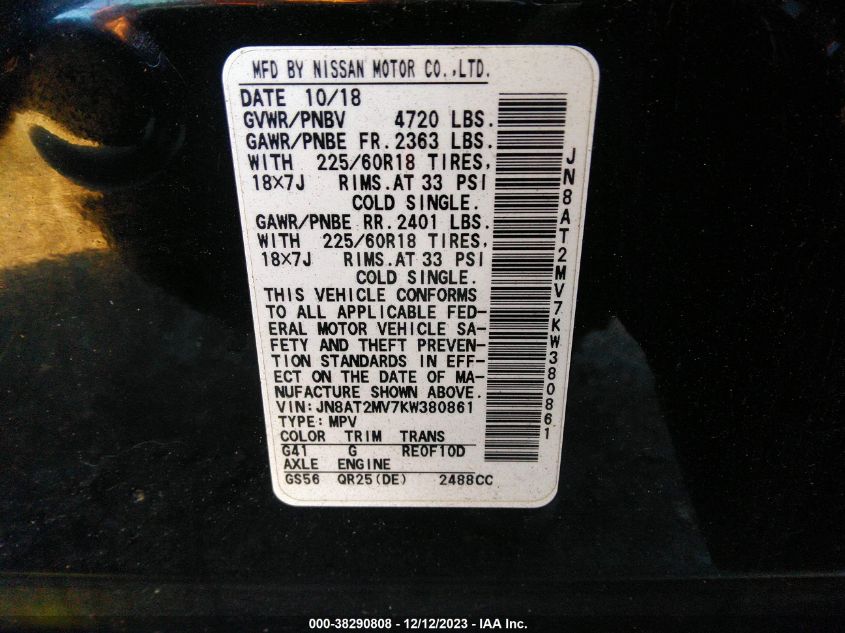 MFD BY NISSAN MOTOR CO.,LTD.
DATE 10/18
GVWR/PNBV 4720 LBS.
GAWR/PNBE FR. 2363 LBS.
WITH 225/60R18 TIRES,
18×7J RIMS. AT 33 PSI
COLD SINGLE.
GAWR/PNBE RR. 2401 LBS.
WITH 225/60R18 TIRES,
18×7J RIMS. AT 33 PSI
COLD SINGLE.
THIS VEHICLE CONFORMS
TO ALL APPLICABLE FED-
ERAL MOTOR VEHICLE SA-
FETY AND THEFT PREVEN-
TION STANDARDS IN EFF-
ECT ON THE DATE OF MA-
NUFACTURE SHOWN ABOVE.
VIN:JN8AT2MV7KW380861
TYPE:MPV
COLOR TRIM TRANS
G41 G RE0F10D
AXLE ENGINE
GS56 QR25(DE) 2488CC
JN8AT2MV7KW380861
000-38290808 - 12/12/2023 - IAA Inc.